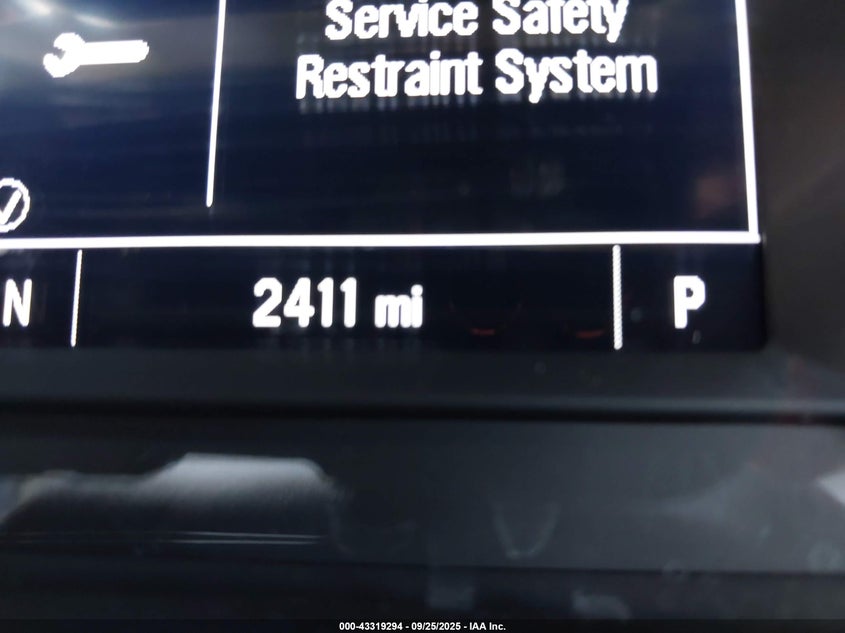 Service Safety
Restraint System
N
2411 mi
P
000-43319294 - 09/25/2025 - IAA Inc.